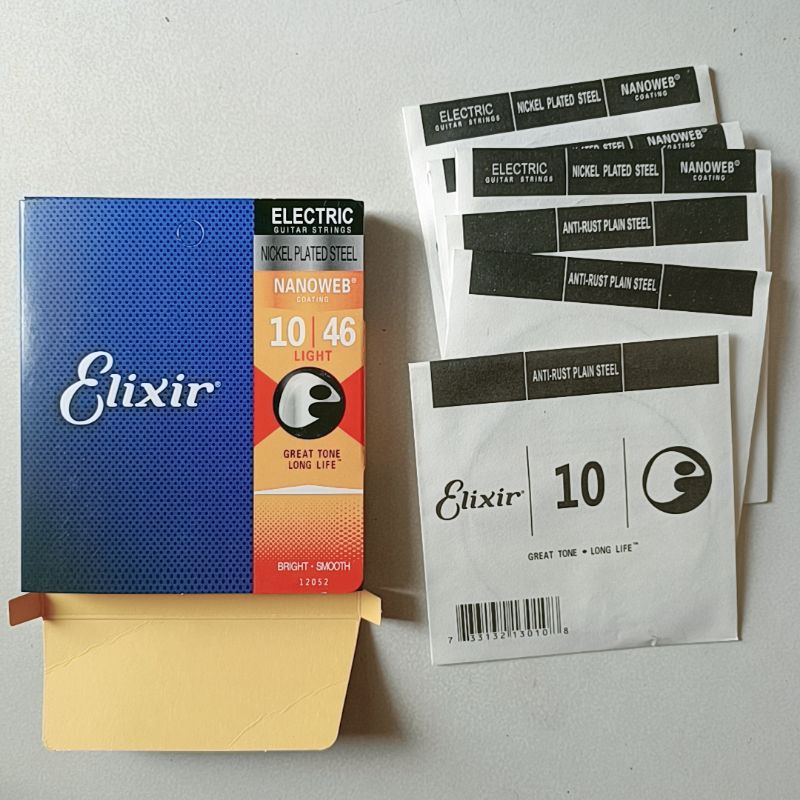 ELECTRIC
GUITAR STRINGS
NICKEL PLATED STEEL
NANOWEB®
COATING
10 | 46
LIGHT
Elixir®
GREAT TONE
LONG LIFE™
BRIGHT • SMOOTH
12052
ELECTRIC
GUITAR STRINGS
NICKEL PLATED STEEL
NANOWEB®
COATING
NANOWEB®
ELECTRIC
GUITAR STRINGS
NICKEL PLATED STEEL
NANOWEB®
COATING
ANTI-RUST PLAIN STEEL
ANTI-RUST PLAIN STEEL
ANTI-RUST PLAIN STEEL
Elixir®
10
GREAT TONE • LONG LIFE™
7 33132 13010 8